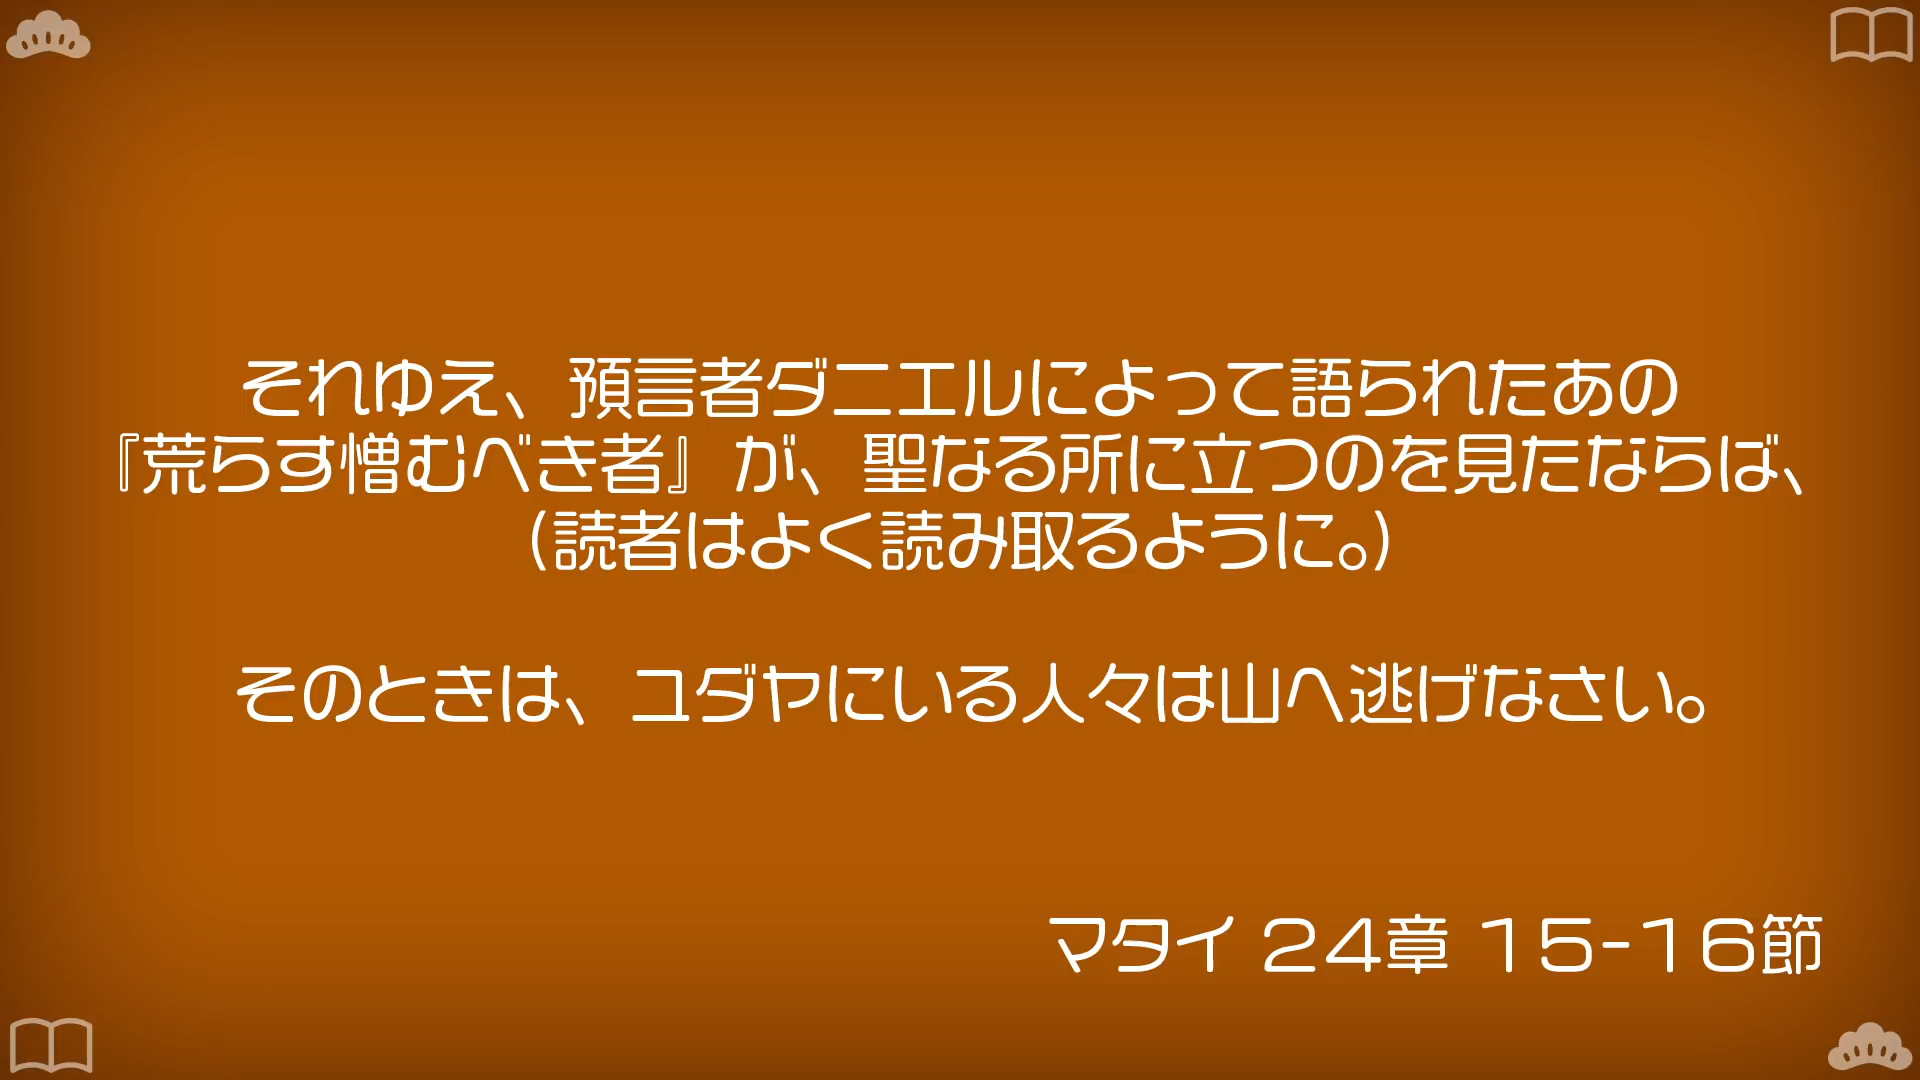 それゆえ、預言者ダニエルによって語られたあの
『荒らす憎むべき者』が、聖なる所に立つのを見たならば、
（読者はよく読み取るように。）
そのときは、ユダヤにいる人々は山へ逃げなさい。
マタイ 24章 15-16節